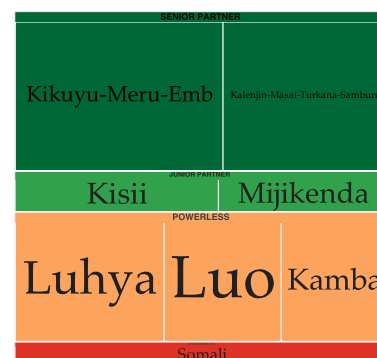 SENIOR PARTNER
Kikuyu-Meru-Emb Kalenjin-Masai-Turkana-Samburu
JUNIOR PARTNER
Kisii Mijikenda
POWERLESS
Luhya Luo Kamba
Somali